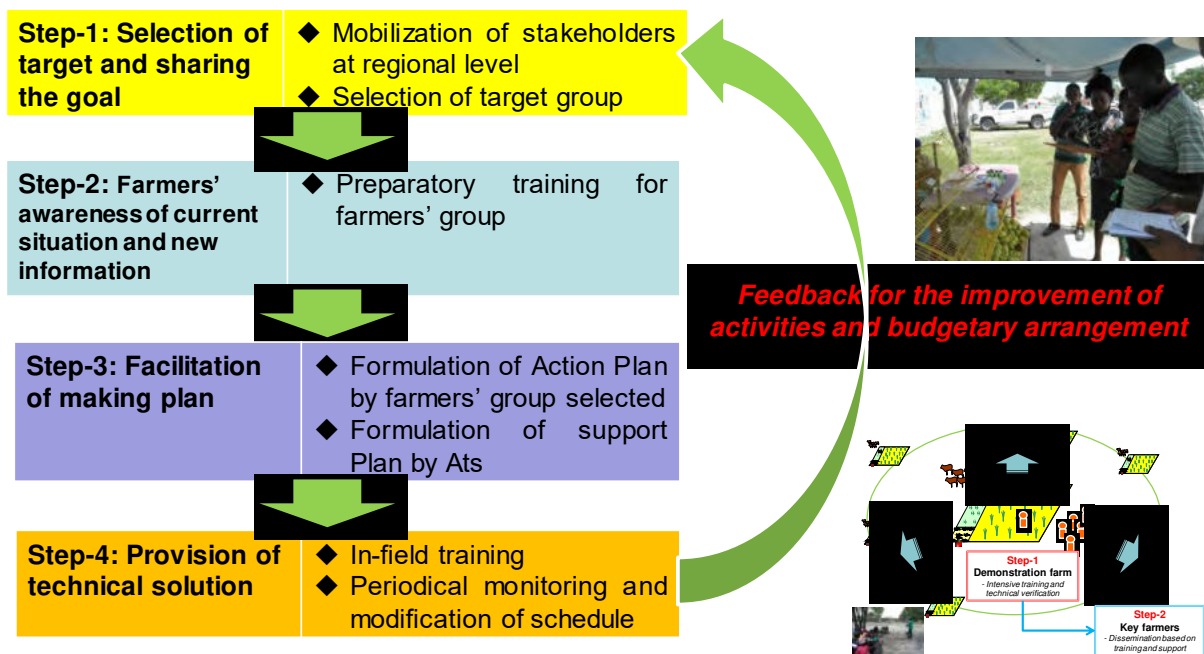 Step-1: Selection of
target and sharing
the goal
◆ Mobilization of stakeholders
at regional level
◆ Selection of target group
Step-2: Farmers’
awareness of current
situation and new
information
◆ Preparatory training for
farmers’ group
Step-3: Facilitation
of making plan
◆ Formulation of Action Plan
by farmers’ group selected
◆ Formulation of support
Plan by Ats
Step-4: Provision of
technical solution
◆ In-field training
◆ Periodical monitoring and
modification of schedule
Feedback for the improvement of
activities and budgetary arrangement
Step-1
Demonstration farm
- Intensive training and
technical verification
Step-2
Key farmers
- Dissemination based on
training and support